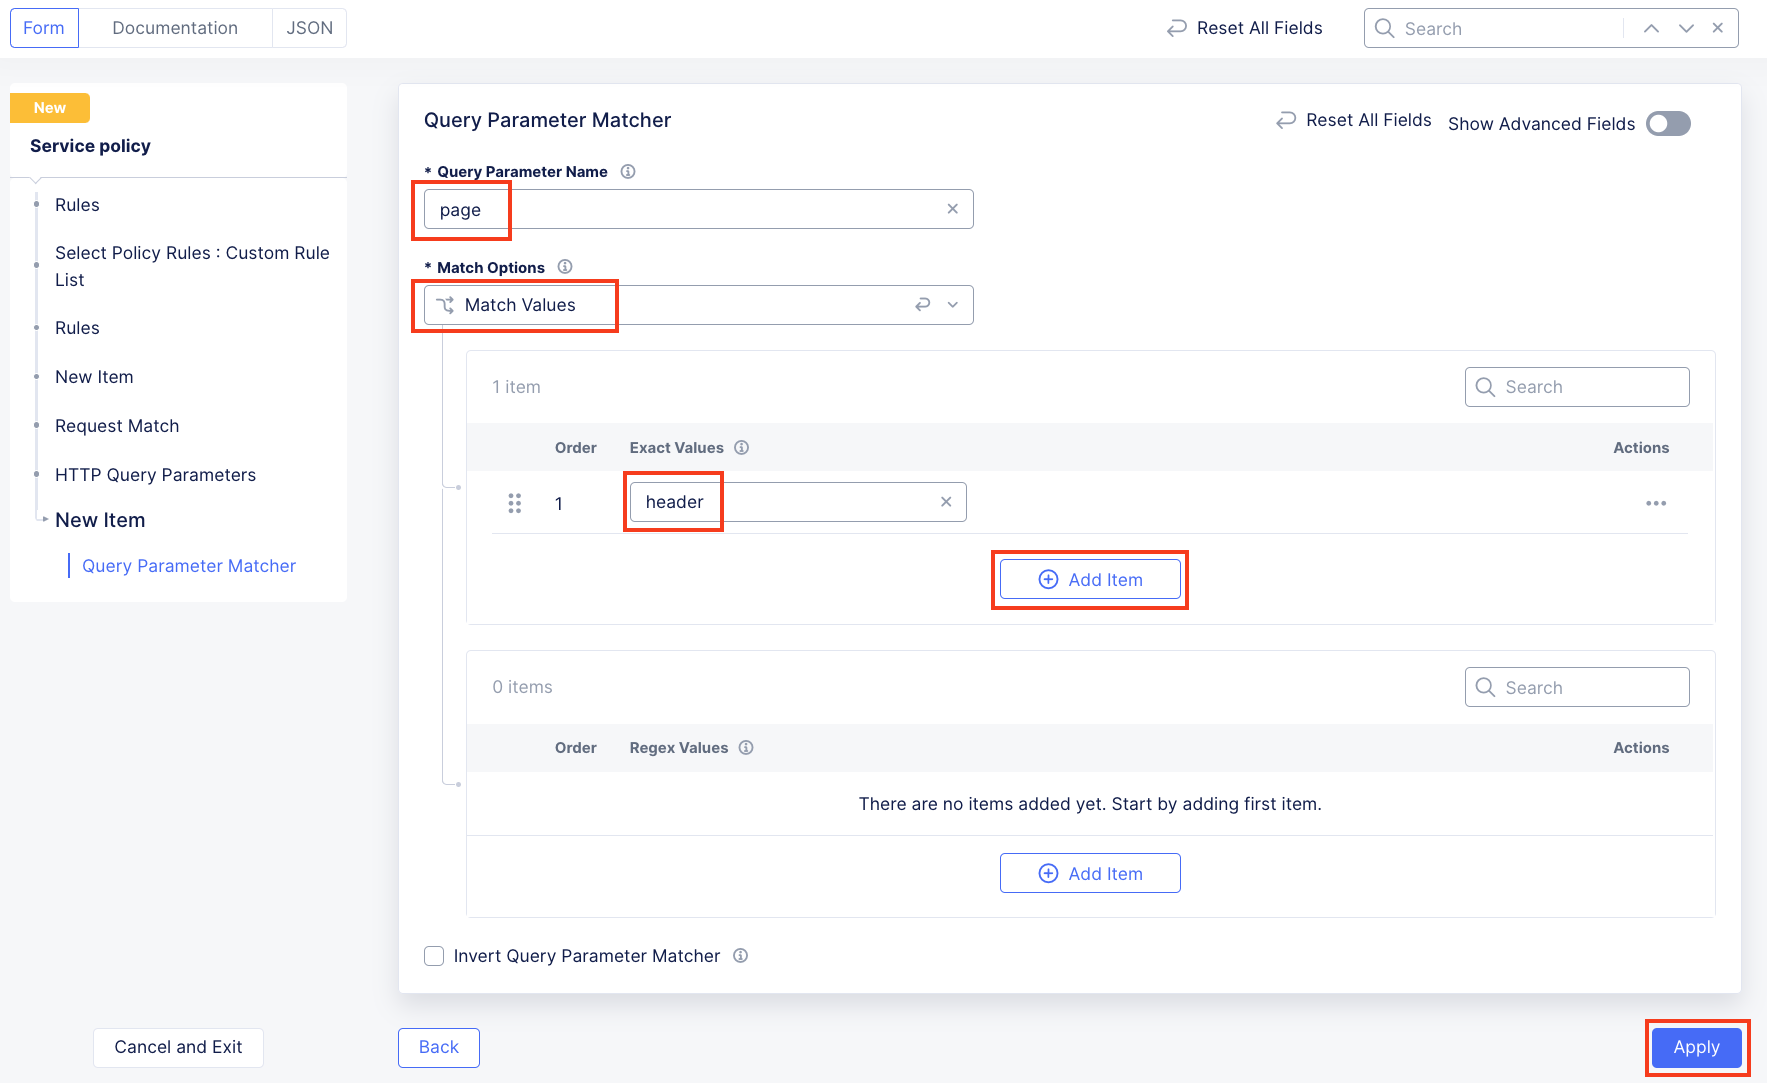 Form
Documentation
JSON
Reset All Fields
Search
New
Service policy
Rules
Select Policy Rules : Custom Rule
List
Rules
New Item
Request Match
HTTP Query Parameters
New Item
Query Parameter Matcher
Query Parameter Matcher
Reset All Fields
Show Advanced Fields
* Query Parameter Name
page
* Match Options
Match Values
1 item
Search
Order
Exact Values
Actions
1
header
Add Item
0 items
Search
Order
Regex Values
Actions
There are no items added yet. Start by adding first item.
Add Item
Invert Query Parameter Matcher
Cancel and Exit
Back
Apply